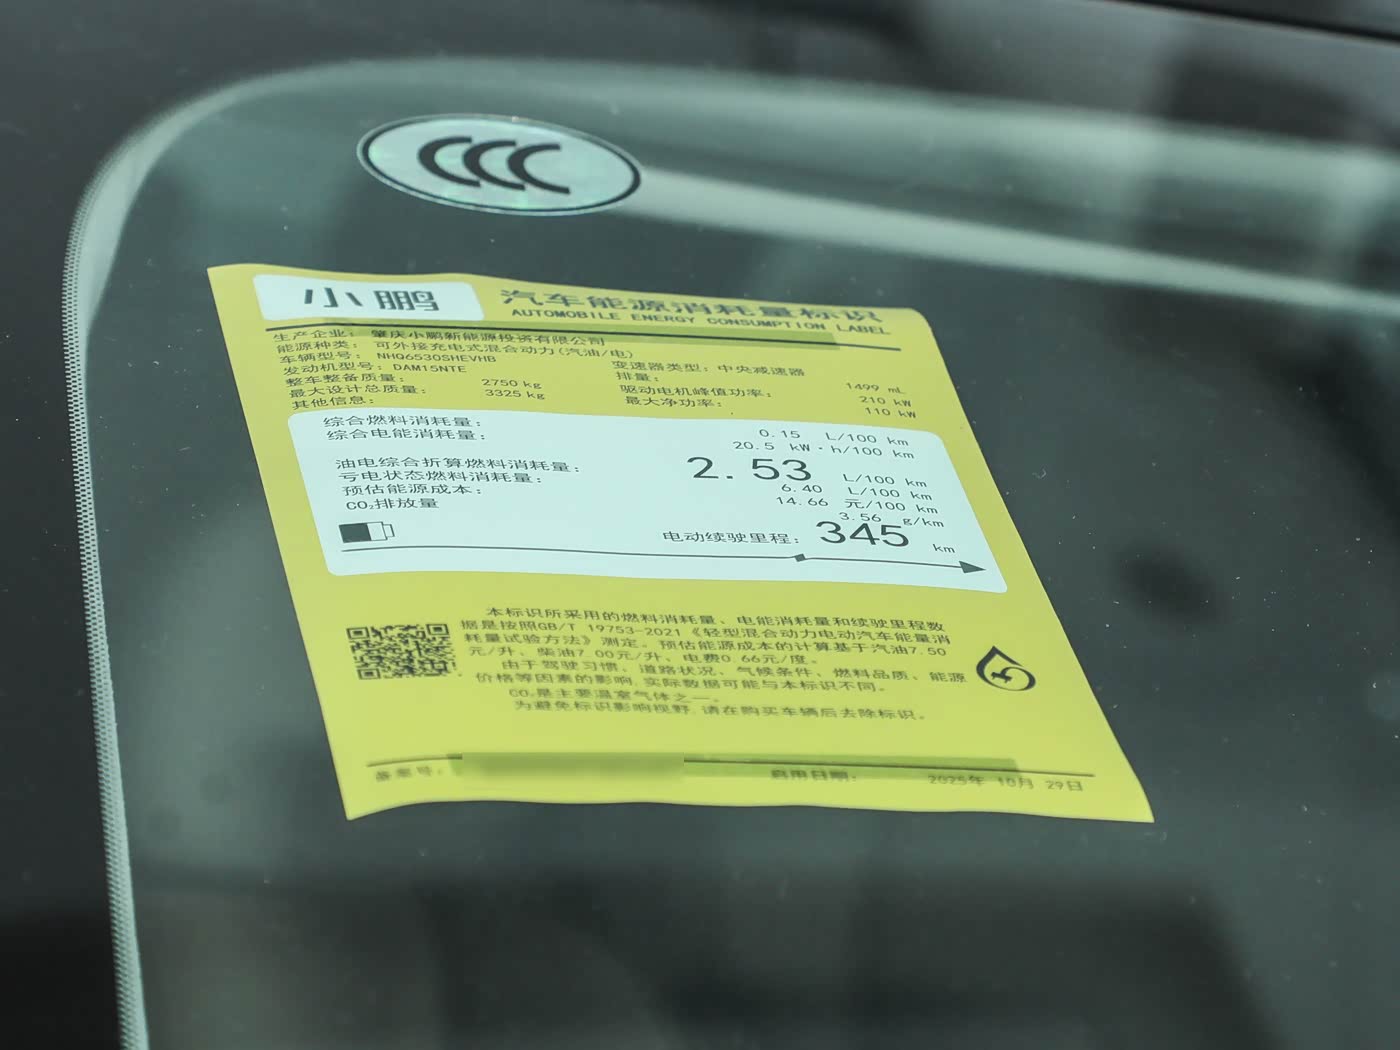 CCC
小鹏
汽车能源消耗量标识
AUTOMOBILE ENERGY CONSUMPTION LABEL
生产企业：肇庆小鹏新能源投资有限公司
能源种类：可外接充电式混合动力(汽油/电)
车辆型号：NHQ6530SHEVHB
发动机型号：DAM15NTE
变速器类型：中央减速器
整车整备质量：2750 kg
排量：1499 mL
最大设计总质量：3325 kg
驱动电机峰值功率：210 kW
其他信息：
最大净功率：110 kW
综合燃料消耗量：0.15 L/100 km
综合电能消耗量：20.5 kW·h/100 km
油电综合折算燃料消耗量：2.53 L/100 km
亏电状态燃料消耗量：6.40 L/100 km
预估能源成本：14.66 元/100 km
CO₂排放量 3.56 g/km
电动续驶里程：345 km
本标识所采用的燃料消耗量、电能消耗量和续驶里程数
据是按照GB/T 19753-2021《轻型混合动力电动汽车能量消
耗量试验方法》测定。预估能源成本的计算基于汽油7.50
元/升、柴油7.00元/升、电费0.66元/度。
由于驾驶习惯、道路状况、气候条件、燃料品质、能源
价格等因素的影响,实际数据可能与本标识不同。
CO₂是主要温室气体之一。
为避免标识影响视野,请在购买车辆后去除标识。
备案号：
启用日期：2025年 10月 29日